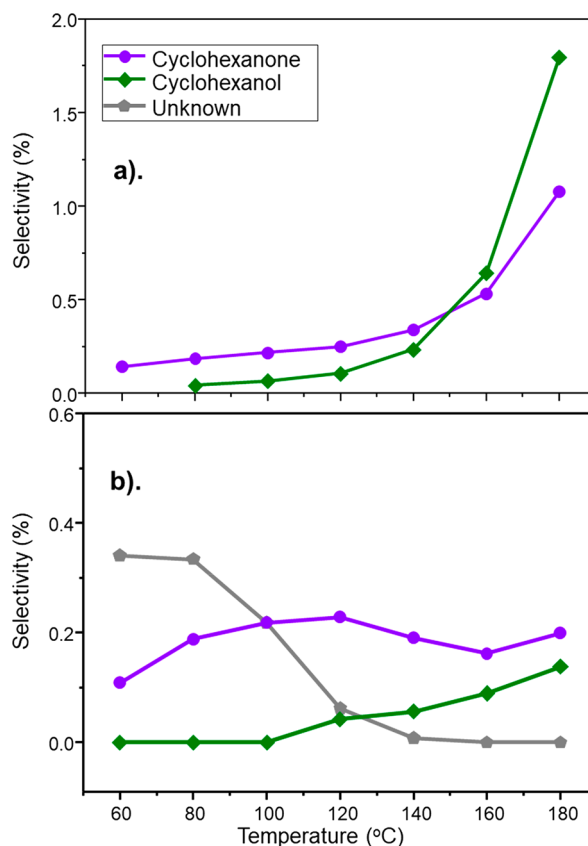 2.0
Cyclohexanone
Cyclohexanol
Unknown
1.5
a).
Selectivity (%)
1.0
0.5
0.0
0.6
b).
0.4
Selectivity (%)
0.2
0.0
60 80 100 120 140 160 180
Temperature (°C)